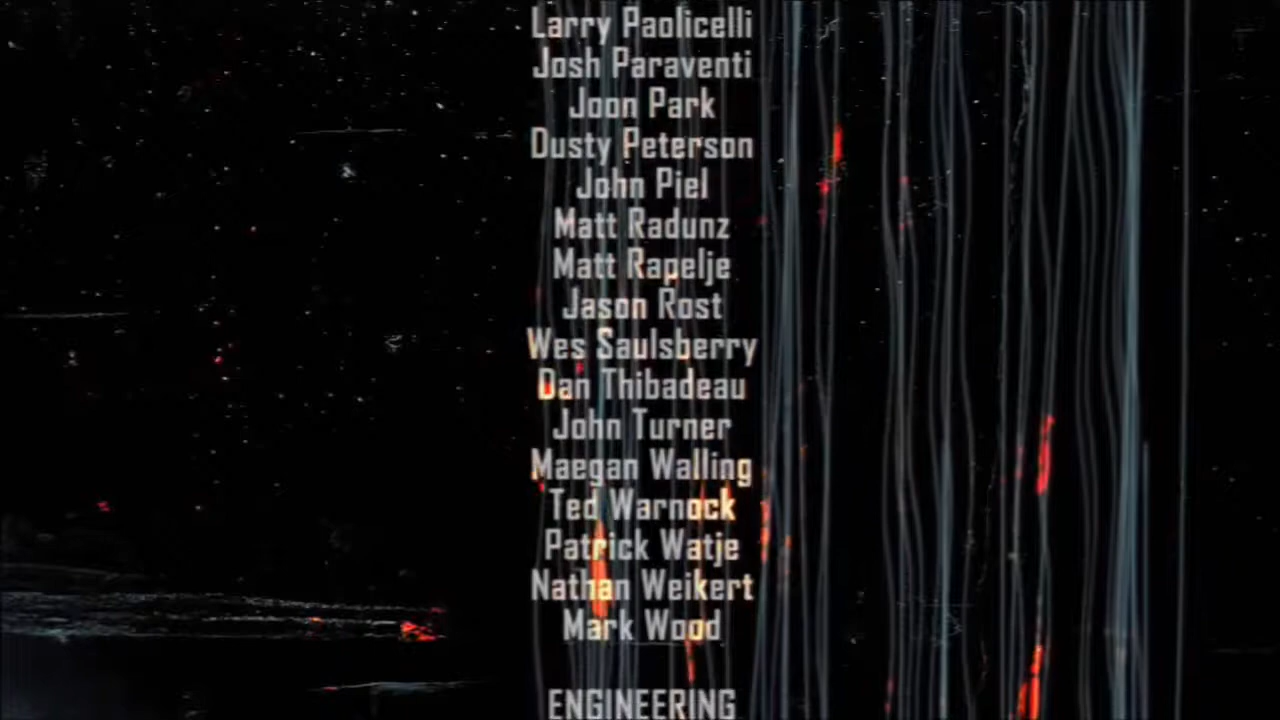 Larry Paolicelli
Josh Paraventi
Joon Park
Dusty Peterson
John Piel
Matt Radunz
Matt Rapelje
Jason Rost
Wes Saulsberry
Dan Thibadeau
John Turner
Maegan Walling
Ted Warnock
Patrick Watje
Nathan Weikert
Mark Wood
ENGINEERING